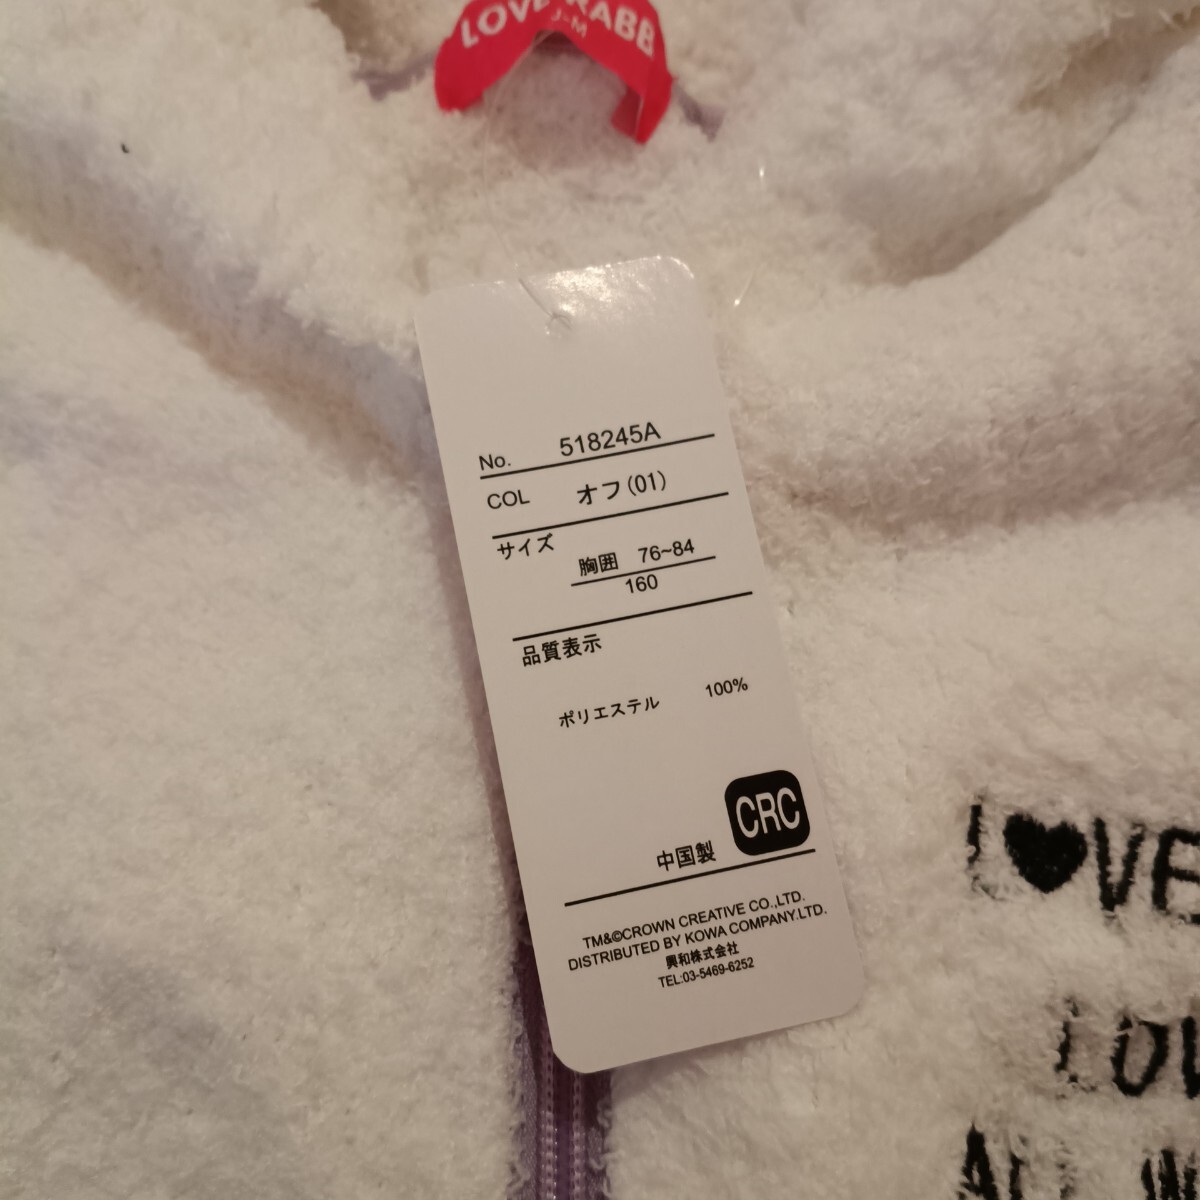 LOVE RABB
J-M
No. 518245A
COL オフ(01)
サイズ
胸囲 76~84
160
品質表示
ポリエステル 100%
CRC
中国製
TM&©CROWN CREATIVE CO.,LTD.
DISTRIBUTED BY KOWA COMPANY.LTD.
興和株式会社
TEL:03-5469-6252
L♥VE
LOV
ALL